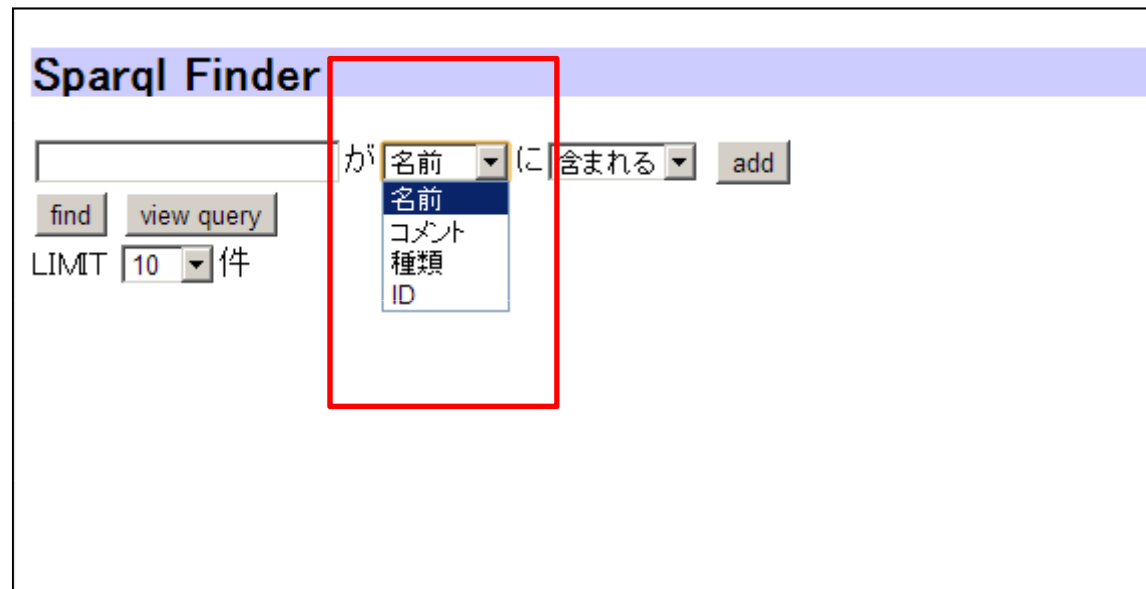 Sparql Finder
が 名前 に 含まれる add
名前
find view query
コメント
LIMIT 10 件
種類
ID